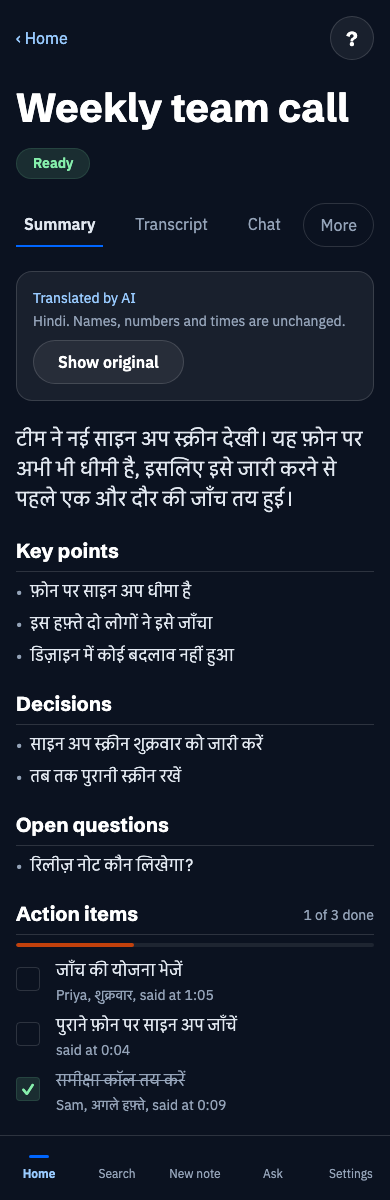 ‹ Home
?
Weekly team call
Ready
Summary
Transcript
Chat
More
Translated by AI
Hindi. Names, numbers and times are unchanged.
Show original
टीम ने नई साइन अप स्क्रीन देखी। यह फ़ोन पर
अभी भी धीमी है, इसलिए इसे जारी करने से
पहले एक और दौर की जाँच तय हुई।
Key points
• फ़ोन पर साइन अप धीमा है
• इस हफ़्ते दो लोगों ने इसे जाँचा
• डिज़ाइन में कोई बदलाव नहीं हुआ
Decisions
• साइन अप स्क्रीन शुक्रवार को जारी करें
• तब तक पुरानी स्क्रीन रखें
Open questions
• रिलीज़ नोट कौन लिखेगा?
Action items
1 of 3 done
जाँच की योजना भेजें
Priya, शुक्रवार, said at 1:05
पुराने फ़ोन पर साइन अप जाँचें
said at 0:04
समीक्षा कॉल तय करें
Sam, अगले हफ़्ते, said at 0:09
Home
Search
New note
Ask
Settings